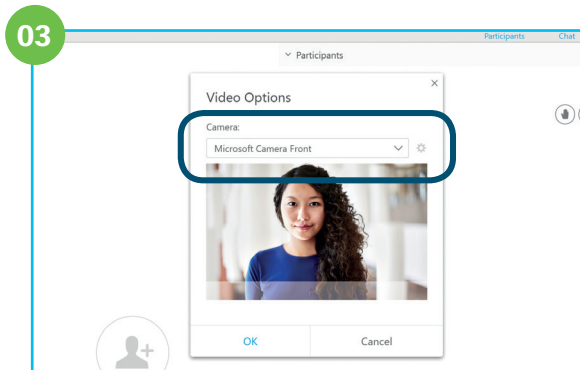 03
Participants Chat
Participants
Video Options
Camera:
Microsoft Camera Front
OK Cancel